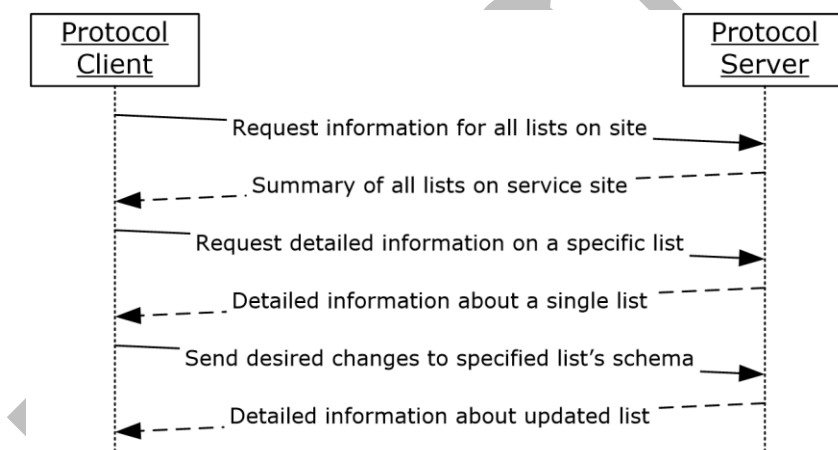 Protocol
Client
Protocol
Server
Request information for all lists on site
Summary of all lists on service site
Request detailed information on a specific list
Detailed information about a single list
Send desired changes to specified list's schema
Detailed information about updated list